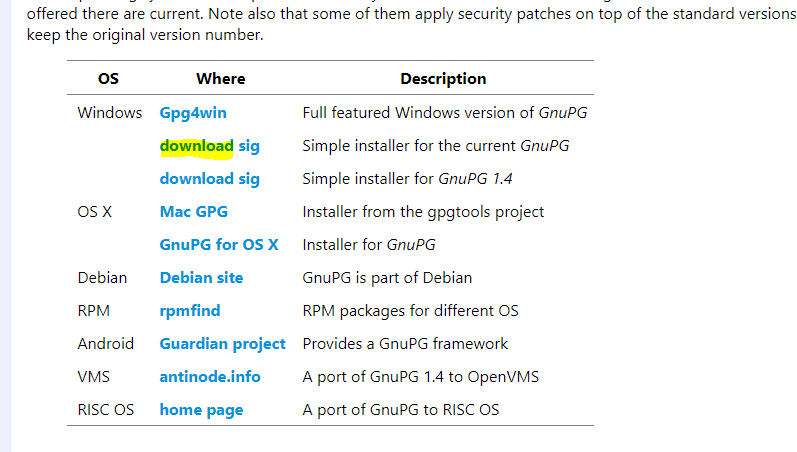 offered there are current. Note also that some of them apply security patches on top of the standard versions
keep the original version number.
OS Where Description
Windows Gpg4win Full featured Windows version of GnuPG
download sig Simple installer for the current GnuPG
download sig Simple installer for GnuPG 1.4
OS X Mac GPG Installer from the gpgtools project
GnuPG for OS X Installer for GnuPG
Debian Debian site GnuPG is part of Debian
RPM rpmfind RPM packages for different OS
Android Guardian project Provides a GnuPG framework
VMS antinode.info A port of GnuPG 1.4 to OpenVMS
RISC OS home page A port of GnuPG to RISC OS